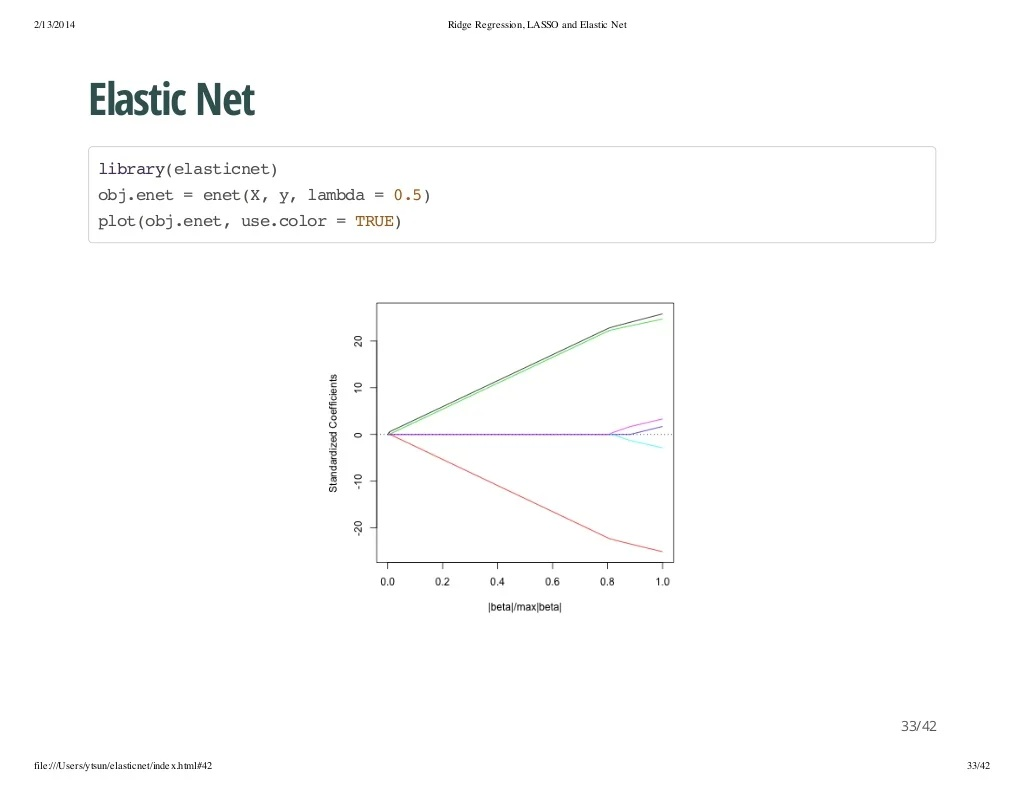 2/13/2014
Ridge Regression, LASSO and Elastic Net
Elastic Net
library(elasticnet)
obj.enet = enet(X, y, lambda = 0.5)
plot(obj.enet, use.color = TRUE)
Standardized Coefficients
20
10
0
-10
-20
0.0 0.2 0.4 0.6 0.8 1.0
|beta|/max|beta|
33/42
file:///Users/ytsun/elasticnet/index.html#42
33/42